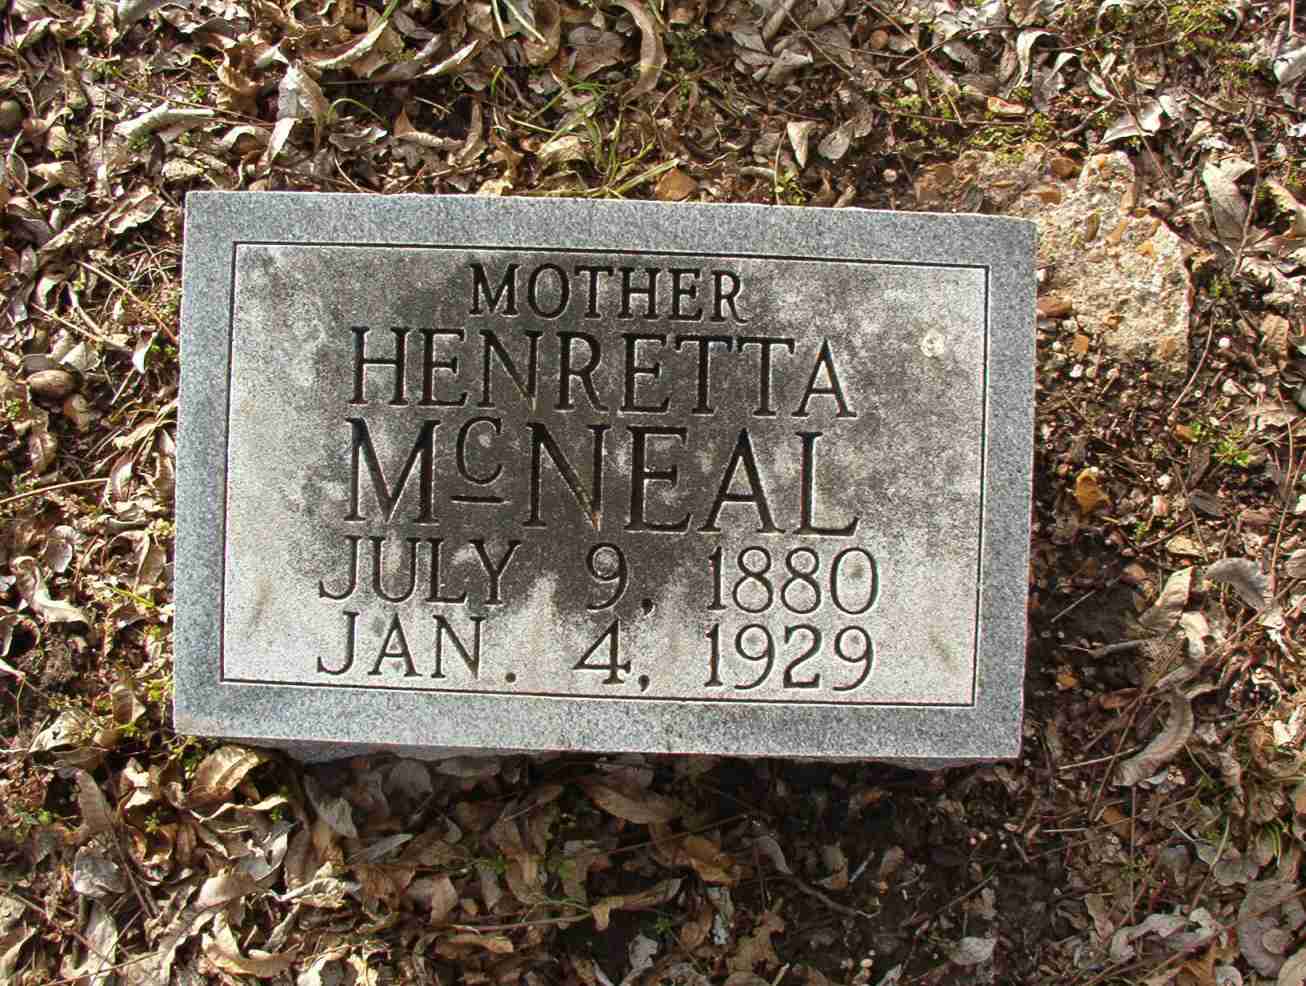 MOTHER
HENRETTA
McNEAL
JULY 9, 1880
JAN. 4, 1929